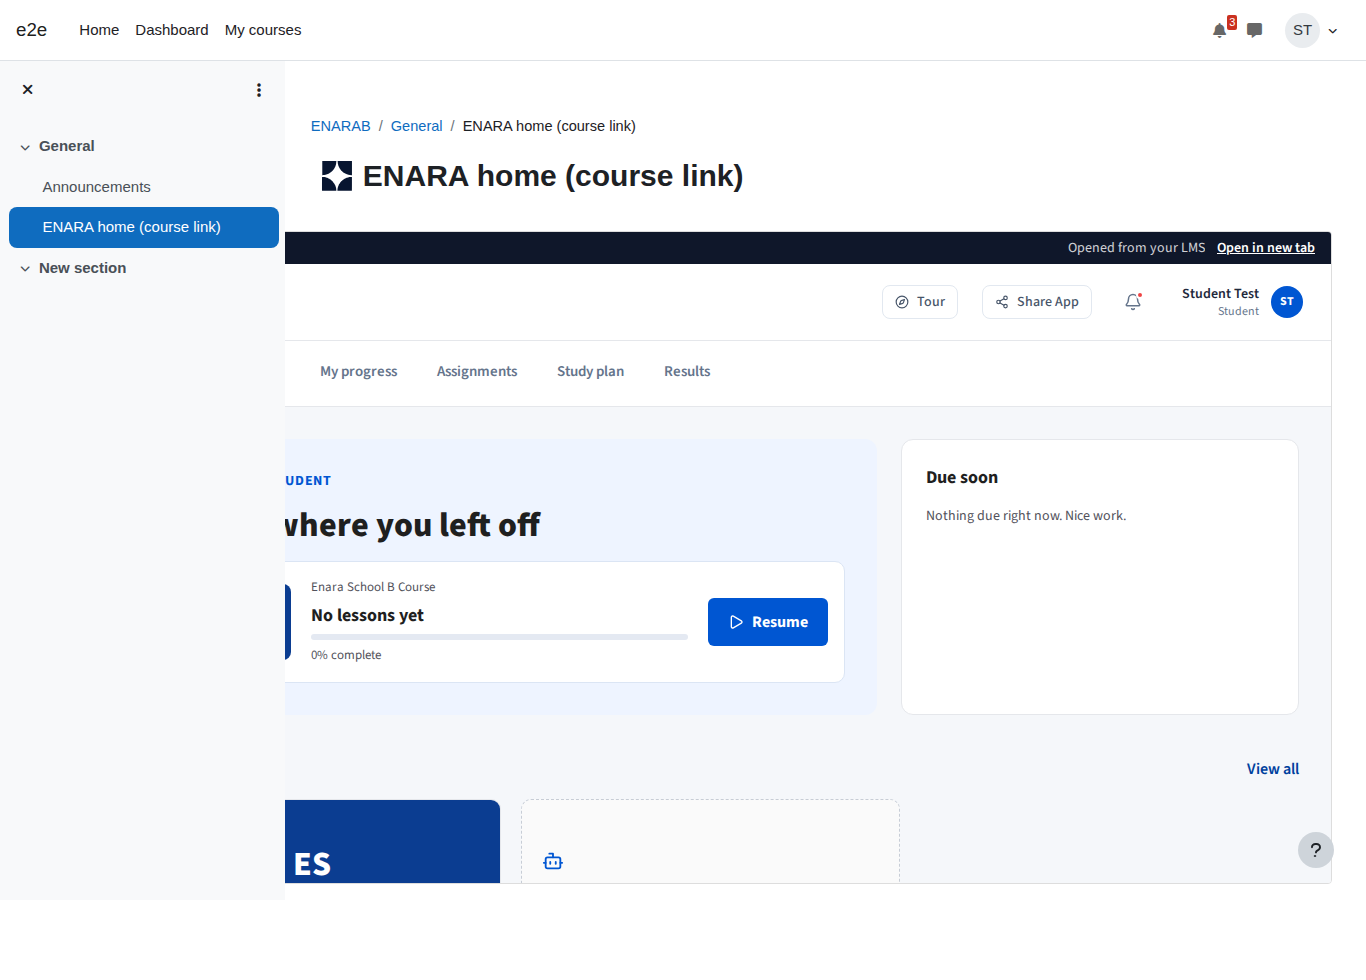 e2e
Home
Dashboard
My courses
3
ST
General
Announcements
ENARA home (course link)
New section
ENARAB / General / ENARA home (course link)
ENARA home (course link)
Opened from your LMS Open in new tab
Tour
Share App
Student Test
Student
ST
My progress
Assignments
Study plan
Results
UDENT
where you left off
Enara School B Course
No lessons yet
0% complete
Resume
Due soon
Nothing due right now. Nice work.
View all
ES
?